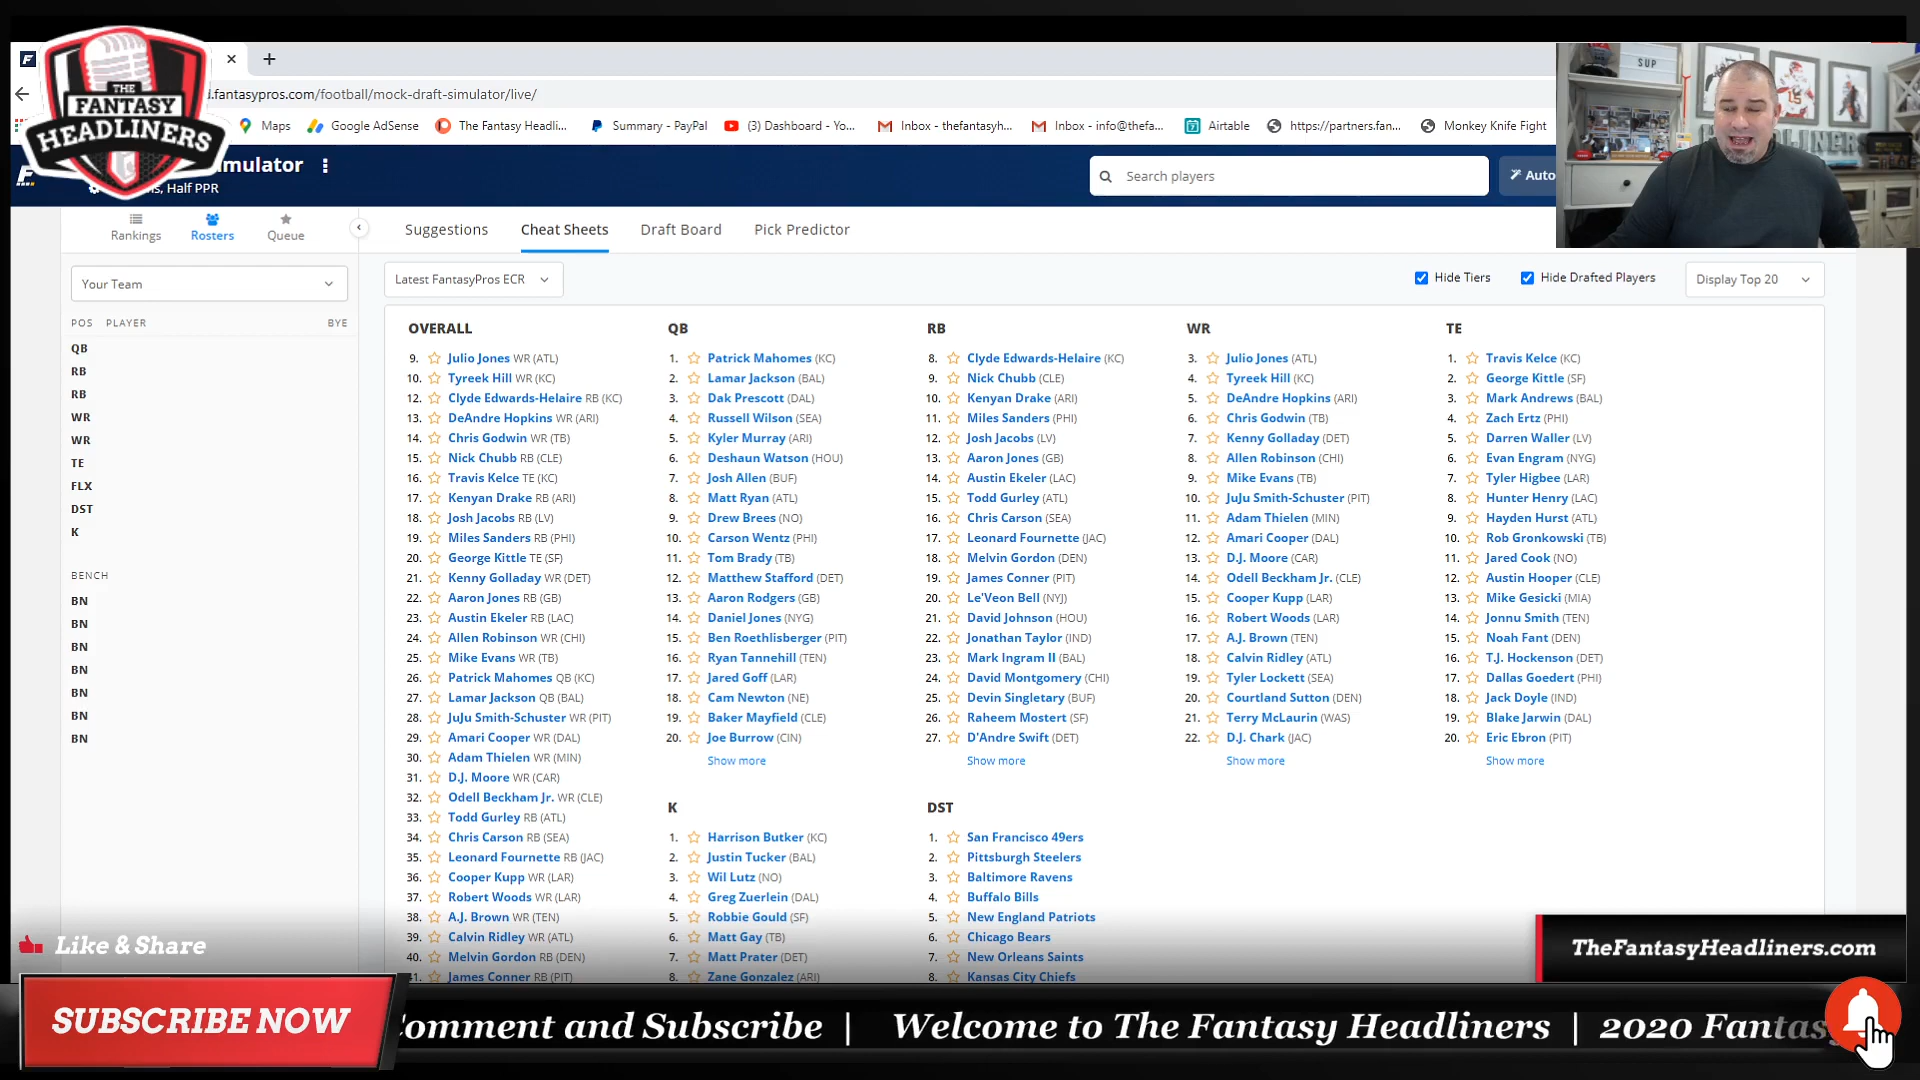 THE
FANTASY
HEADLINERS
.fantasypros.com/football/mock-draft-simulator/live/
Maps
Google AdSense
The Fantasy Headli...
Summary - PayPal
(3) Dashboard - Yo...
Inbox - thefantasyh...
Inbox - info@thefa...
Airtable
https://partners.fan...
Monkey Knife Fight
SUP
mulator
, Half PPR
Search players
Auto
Rankings
Rosters
Queue
Suggestions
Cheat Sheets
Draft Board
Pick Predictor
Your Team
Latest FantasyPros ECR
Hide Tiers
Hide Drafted Players
Display Top 20
POS PLAYER BYE
QB
RB
RB
WR
WR
TE
FLX
DST
K
BENCH
BN
BN
BN
BN
BN
BN
BN
OVERALL
9. Julio Jones WR (ATL)
10. Tyreek Hill WR (KC)
12. Clyde Edwards-Helaire RB (KC)
13. DeAndre Hopkins WR (ARI)
14. Chris Godwin WR (TB)
15. Nick Chubb RB (CLE)
16. Travis Kelce TE (KC)
17. Kenyan Drake RB (ARI)
18. Josh Jacobs RB (LV)
19. Miles Sanders RB (PHI)
20. George Kittle TE (SF)
21. Kenny Golladay WR (DET)
22. Aaron Jones RB (GB)
23. Austin Ekeler RB (LAC)
24. Allen Robinson WR (CHI)
25. Mike Evans WR (TB)
26. Patrick Mahomes QB (KC)
27. Lamar Jackson QB (BAL)
28. JuJu Smith-Schuster WR (PIT)
29. Amari Cooper WR (DAL)
30. Adam Thielen WR (MIN)
31. D.J. Moore WR (CAR)
32. Odell Beckham Jr. WR (CLE)
33. Todd Gurley RB (ATL)
34. Chris Carson RB (SEA)
35. Leonard Fournette RB (JAC)
36. Cooper Kupp WR (LAR)
37. Robert Woods WR (LAR)
38. A.J. Brown WR (TEN)
39. Calvin Ridley WR (ATL)
40. Melvin Gordon RB (DEN)
41. James Conner RB (PIT)
QB
1. Patrick Mahomes (KC)
2. Lamar Jackson (BAL)
3. Dak Prescott (DAL)
4. Russell Wilson (SEA)
5. Kyler Murray (ARI)
6. Deshaun Watson (HOU)
7. Josh Allen (BUF)
8. Matt Ryan (ATL)
9. Drew Brees (NO)
10. Carson Wentz (PHI)
11. Tom Brady (TB)
12. Matthew Stafford (DET)
13. Aaron Rodgers (GB)
14. Daniel Jones (NYG)
15. Ben Roethlisberger (PIT)
16. Ryan Tannehill (TEN)
17. Jared Goff (LAR)
18. Cam Newton (NE)
19. Baker Mayfield (CLE)
20. Joe Burrow (CIN)
Show more
RB
8. Clyde Edwards-Helaire (KC)
9. Nick Chubb (CLE)
10. Kenyan Drake (ARI)
11. Miles Sanders (PHI)
12. Josh Jacobs (LV)
13. Aaron Jones (GB)
14. Austin Ekeler (LAC)
15. Todd Gurley (ATL)
16. Chris Carson (SEA)
17. Leonard Fournette (JAC)
18. Melvin Gordon (DEN)
19. James Conner (PIT)
20. Le'Veon Bell (NYJ)
21. David Johnson (HOU)
22. Jonathan Taylor (IND)
23. Mark Ingram II (BAL)
24. David Montgomery (CHI)
25. Devin Singletary (BUF)
26. Raheem Mostert (SF)
27. D'Andre Swift (DET)
Show more
WR
3. Julio Jones (ATL)
4. Tyreek Hill (KC)
5. DeAndre Hopkins (ARI)
6. Chris Godwin (TB)
7. Kenny Golladay (DET)
8. Allen Robinson (CHI)
9. Mike Evans (TB)
10. JuJu Smith-Schuster (PIT)
11. Adam Thielen (MIN)
12. Amari Cooper (DAL)
13. D.J. Moore (CAR)
14. Odell Beckham Jr. (CLE)
15. Cooper Kupp (LAR)
16. Robert Woods (LAR)
17. A.J. Brown (TEN)
18. Calvin Ridley (ATL)
19. Tyler Lockett (SEA)
20. Courtland Sutton (DEN)
21. Terry McLaurin (WAS)
22. D.J. Chark (JAC)
Show more
TE
1. Travis Kelce (KC)
2. George Kittle (SF)
3. Mark Andrews (BAL)
4. Zach Ertz (PHI)
5. Darren Waller (LV)
6. Evan Engram (NYG)
7. Tyler Higbee (LAR)
8. Hunter Henry (LAC)
9. Hayden Hurst (ATL)
10. Rob Gronkowski (TB)
11. Jared Cook (NO)
12. Austin Hooper (CLE)
13. Mike Gesicki (MIA)
14. Jonnu Smith (TEN)
15. Noah Fant (DEN)
16. T.J. Hockenson (DET)
17. Dallas Goedert (PHI)
18. Jack Doyle (IND)
19. Blake Jarwin (DAL)
20. Eric Ebron (PIT)
Show more
K
1. Harrison Butker (KC)
2. Justin Tucker (BAL)
3. Wil Lutz (NO)
4. Greg Zuerlein (DAL)
5. Robbie Gould (SF)
6. Matt Gay (TB)
7. Matt Prater (DET)
8. Zane Gonzalez (ARI)
DST
1. San Francisco 49ers
2. Pittsburgh Steelers
3. Baltimore Ravens
4. Buffalo Bills
5. New England Patriots
6. Chicago Bears
7. New Orleans Saints
8. Kansas City Chiefs
Like & Share
TheFantasyHeadliners.com
SUBSCRIBE NOW
Comment and Subscribe | Welcome to The Fantasy Headliners | 2020 Fantas